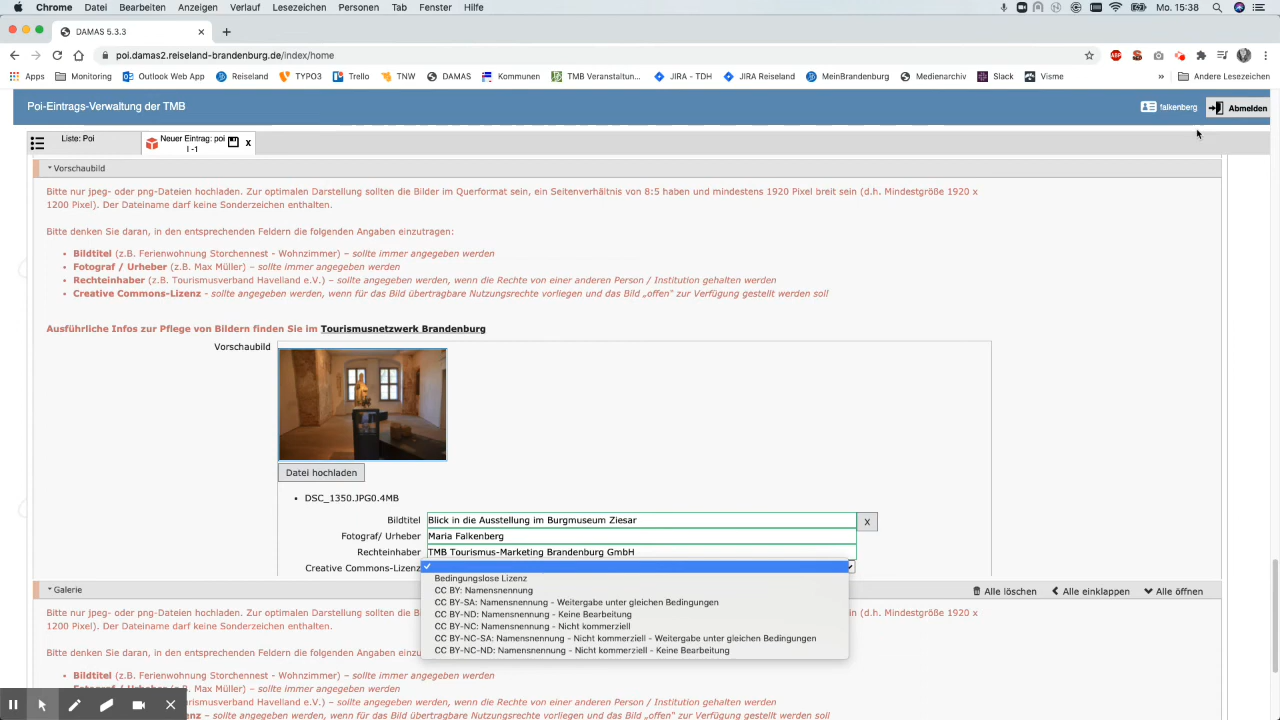 Chrome Datei Bearbeiten Anzeigen Verlauf Lesezeichen Personen Tab Fenster Hilfe Mo. 15:38
DAMAS 5.3.3
poi.damas2.reiseland-brandenburg.de/index/home
Apps Monitoring Outlook Web App Reiseland TYPO3 Trello TNW DAMAS Kommunen TMB Veranstaltun... JIRA - TDH JIRA Reiseland MeinBrandenburg Medienarchiv Slack Visme » Andere Lesezeichen
Poi-Eintrags-Verwaltung der TMB falkenberg Abmelden
Liste: Poi Neuer Eintrag: poi
I -1 x
Vorschaubild
Bitte nur jpeg- oder png-Dateien hochladen. Zur optimalen Darstellung sollten die Bilder im Querformat sein, ein Seitenverhältnis von 8:5 haben und mindestens 1920 Pixel breit sein (d.h. Mindestgröße 1920 x
1200 Pixel). Der Dateiname darf keine Sonderzeichen enthalten.
Bitte denken Sie daran, in den entsprechenden Feldern die folgenden Angaben einzutragen:
• Bildtitel (z.B. Ferienwohnung Storchennest - Wohnzimmer) – sollte immer angegeben werden
• Fotograf / Urheber (z.B. Max Müller) – sollte immer angegeben werden
• Rechteinhaber (z.B. Tourismusverband Havelland e.V.) – sollte angegeben werden, wenn die Rechte von einer anderen Person / Institution gehalten werden
• Creative Commons-Lizenz - sollte angegeben werden, wenn für das Bild übertragbare Nutzungsrechte vorliegen und das Bild „offen" zur Verfügung gestellt werden soll
Ausführliche Infos zur Pflege von Bildern finden Sie im Tourismusnetzwerk Brandenburg
Vorschaubild
Datei hochladen
• DSC_1350.JPG0.4MB
Bildtitel Blick in die Ausstellung im Burgmuseum Ziesar X
Fotograf/ Urheber Maria Falkenberg
Rechteinhaber TMB Tourismus-Marketing Brandenburg GmbH
Creative Commons-Lizenz ✓
Bedingungslose Lizenz
CC BY: Namensnennung
CC BY-SA: Namensnennung - Weitergabe unter gleichen Bedingungen
CC BY-ND: Namensnennung - Keine Bearbeitung
CC BY-NC: Namensnennung - Nicht kommerziell
CC BY-NC-SA: Namensnennung - Nicht kommerziell - Weitergabe unter gleichen Bedingungen
CC BY-NC-ND: Namensnennung - Nicht kommerziell - Keine Bearbeitung
Galerie Alle löschen Alle einklappen Alle öffnen
Bitte nur jpeg- oder png-Dateien hochladen. Zur optimalen Darstellung sollten die mindestens 1920 Pixel breit sein (d.h. Mindestgröße 1920 x
1200 Pixel). Der Dateiname darf keine Sonderzeichen enthalten.
Bitte denken Sie daran, in den entsprechenden Feldern die folgenden Angaben
• Bildtitel (z.B. Ferienwohnung Storchennest - Wohnzimmer) – sollte immer angegeben werden
(z.B. Max Müller) – sollte immer angegeben werden
Havelland e.V.) – sollte angegeben werden, wenn die Rechte von einer anderen Person / Institution gehalten werden
- sollte angegeben werden, wenn für das Bild übertragbare Nutzungsrechte vorliegen und das Bild „offen" zur Verfügung gestellt werden soll